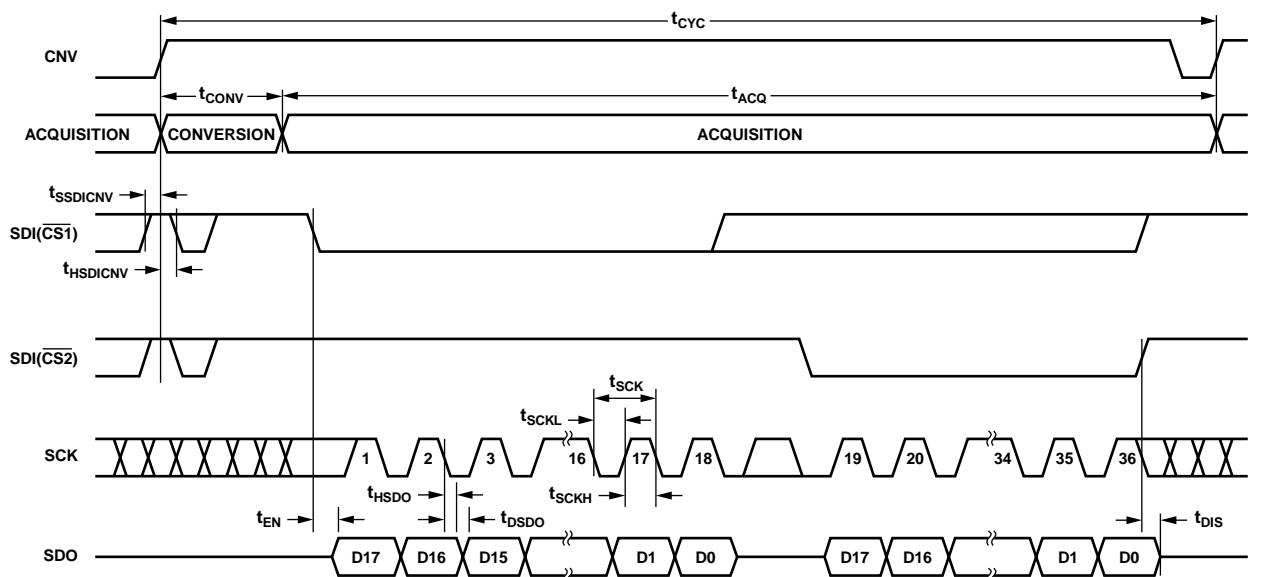 tCYC
CNV
tCONV
tACQ
ACQUISITION
CONVERSION
ACQUISITION
tSSDICNV
SDI(CS1)
tHSDICNV
SDI(CS2)
tSCK
tSCKL
SCK
1 2 3 16 17 18 19 20 34 35 36
tHSDO
tSCKH
tEN
tDSDO
tDIS
SDO
D17 D16 D15 D1 D0 D17 D16 D1 D0